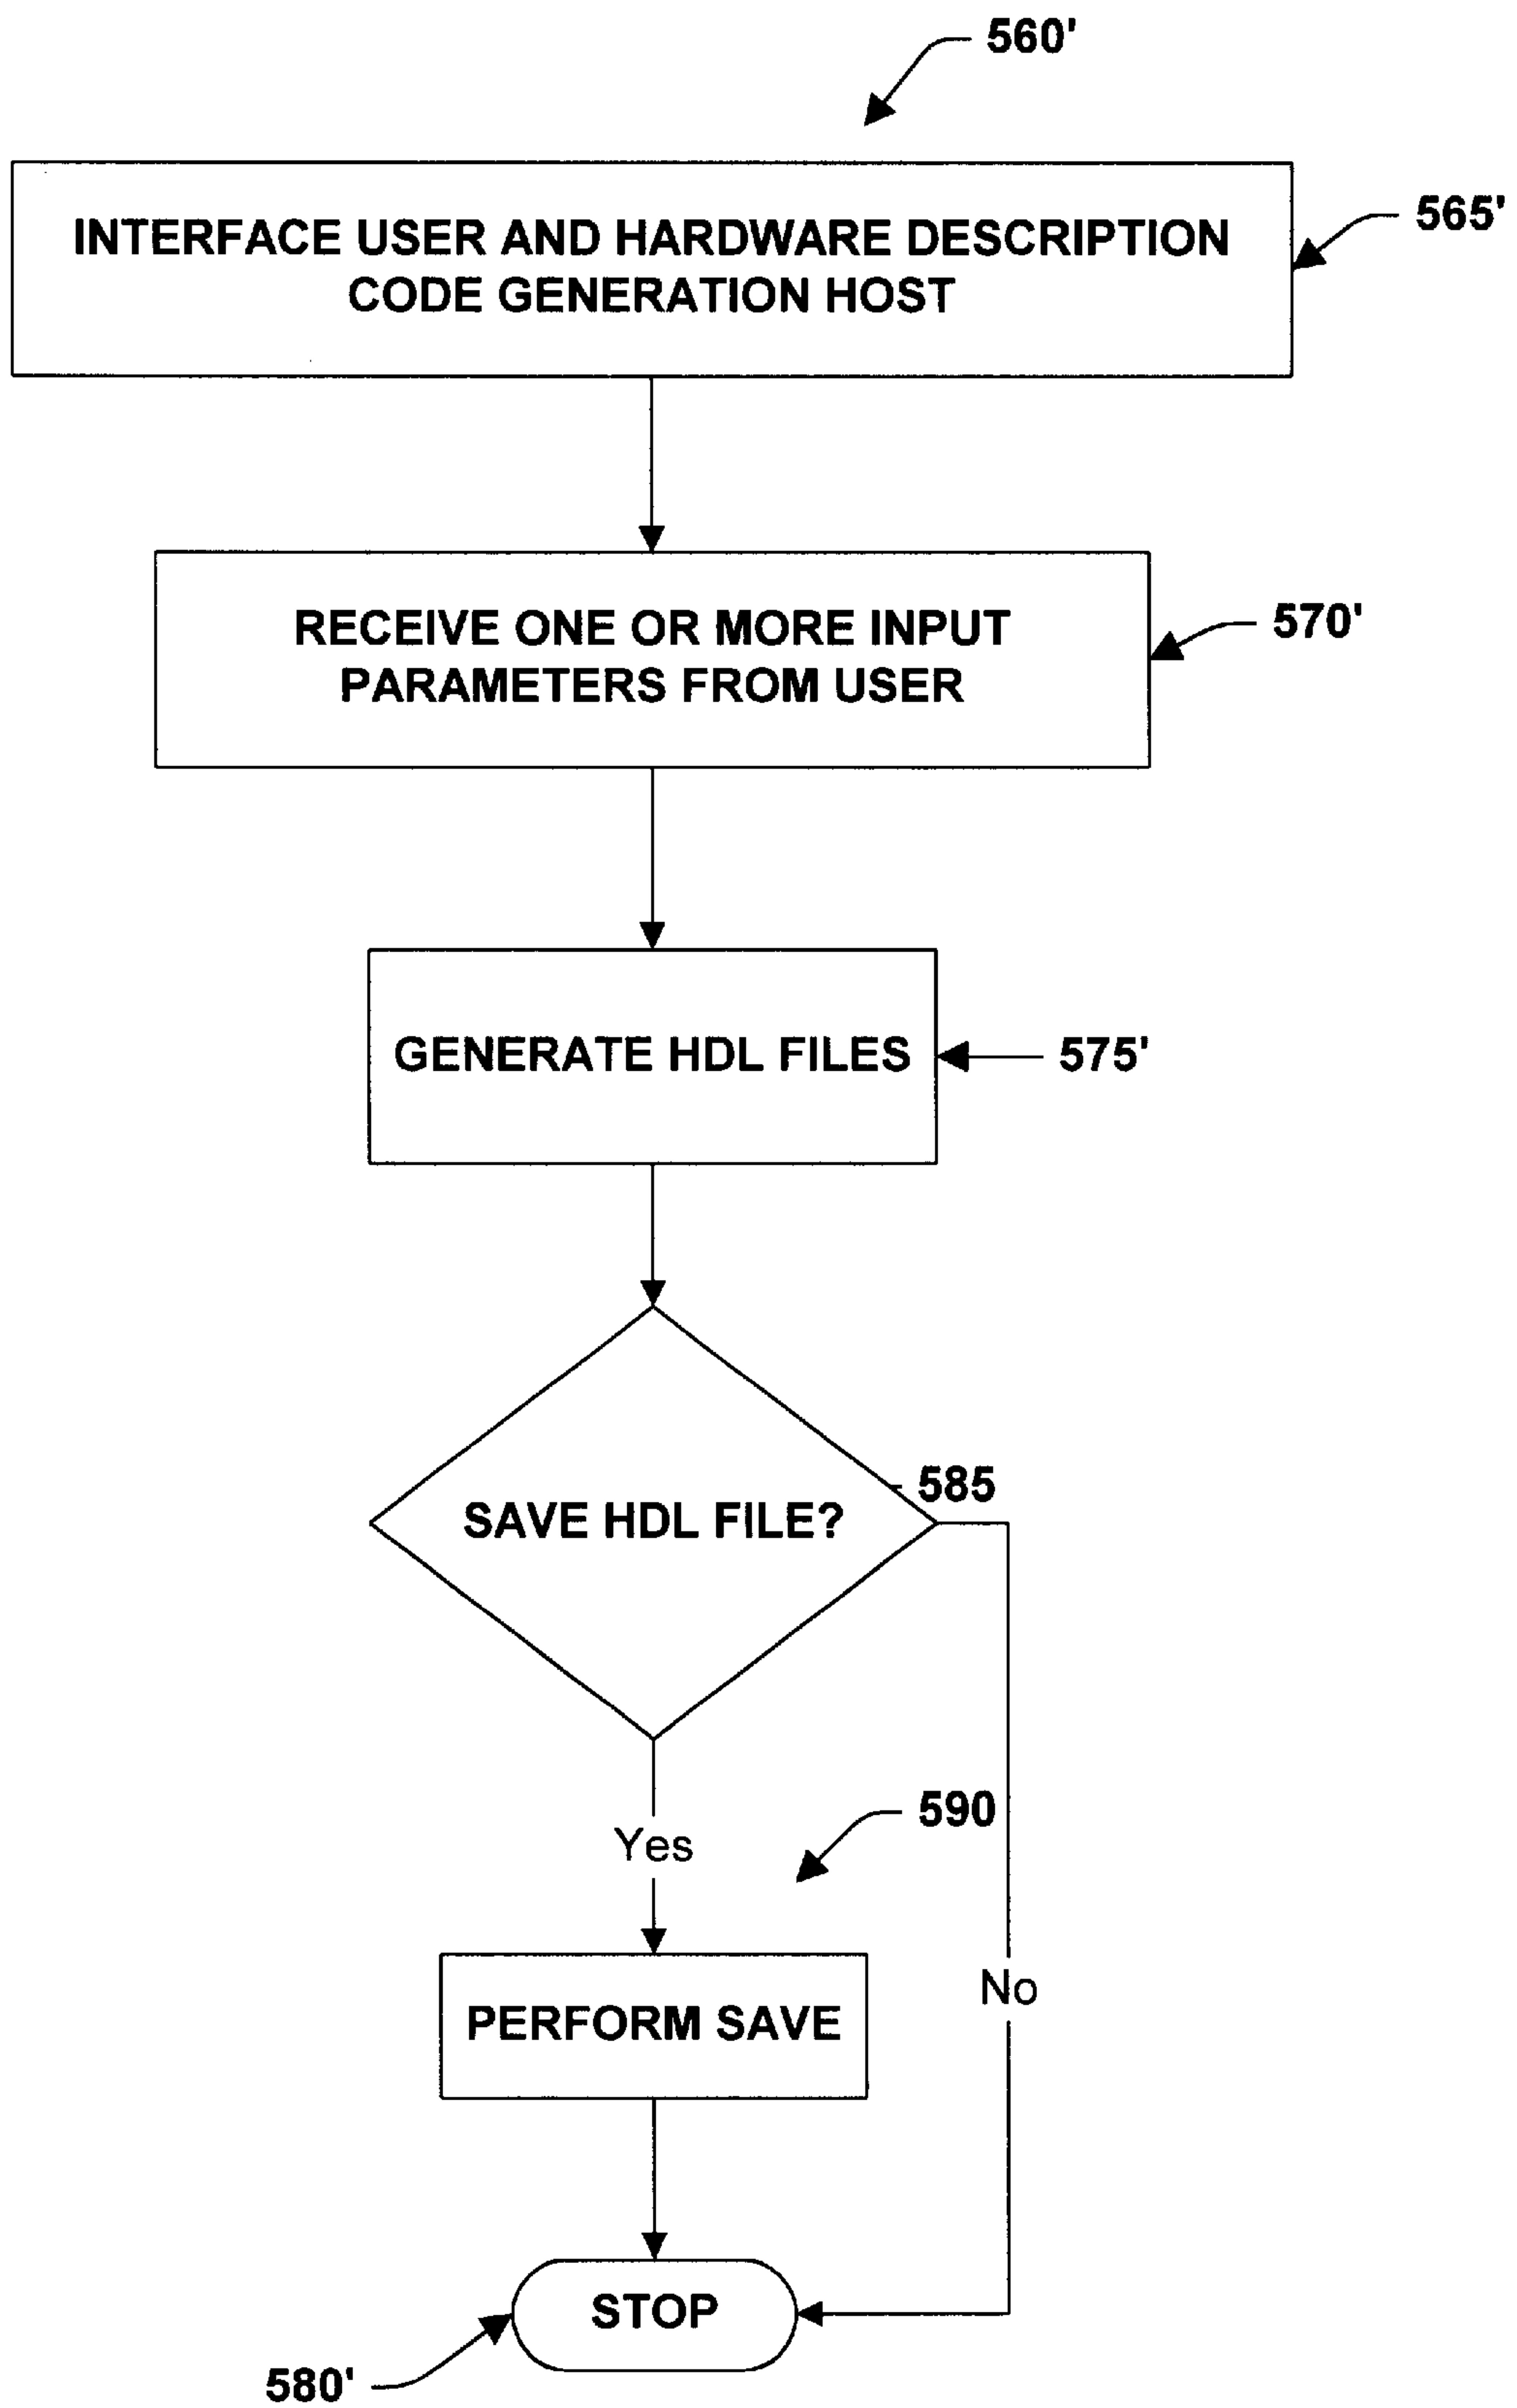 560'
INTERFACE USER AND HARDWARE DESCRIPTION
CODE GENERATION HOST
565'
RECEIVE ONE OR MORE INPUT
PARAMETERS FROM USER
570'
GENERATE HDL FILES
575'
585
SAVE HDL FILE?
590
Yes
No
PERFORM SAVE
STOP
580'